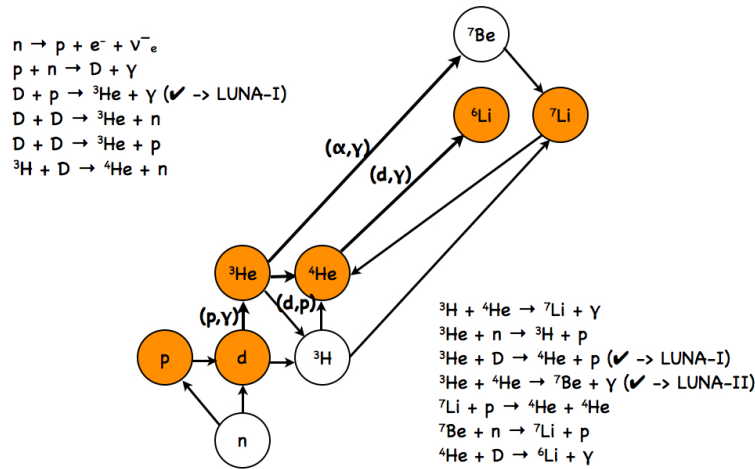 n → p + e⁻ + ν⁻ₑ
p + n → D + γ
D + p → ³He + γ (✔ -> LUNA-I)
D + D → ³He + n
D + D → ³He + p
³H + D → ⁴He + n
⁷Be
⁶Li
⁷Li
(α,γ)
(d,γ)
³He
⁴He
(p,γ)
(d,p)
p
d
³H
n
³H + ⁴He → ⁷Li + γ
³He + n → ³H + p
³He + D → ⁴He + p (✔ -> LUNA-I)
³He + ⁴He → ⁷Be + γ (✔ -> LUNA-II)
⁷Li + p → ⁴He + ⁴He
⁷Be + n → ⁷Li + p
⁴He + D → ⁶Li + γ